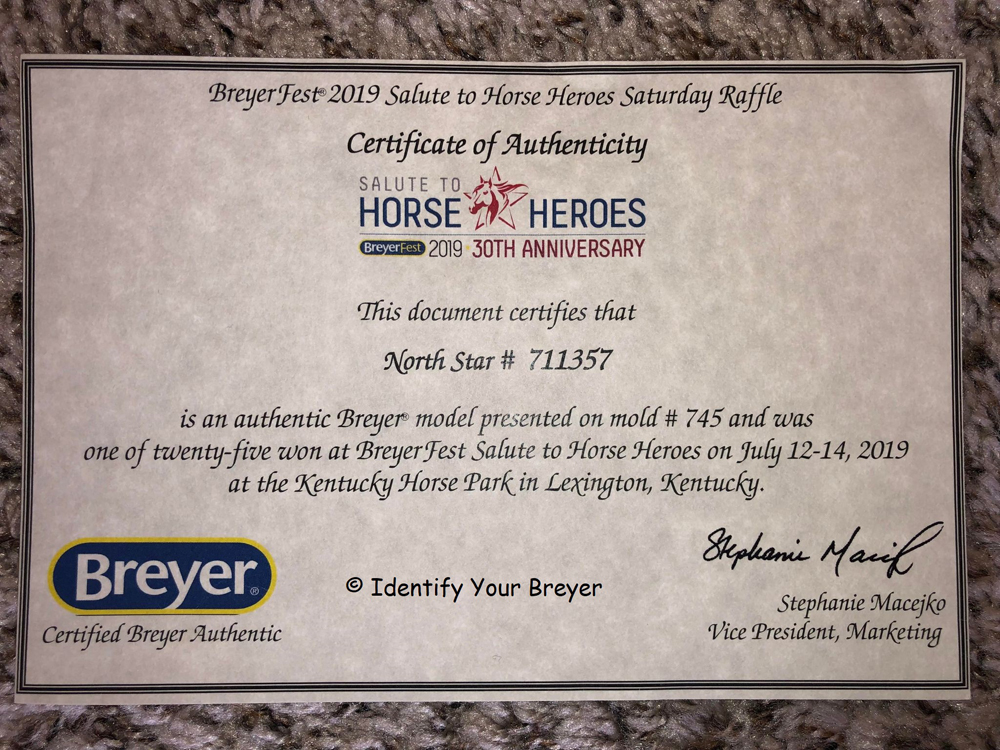 BreyerFest® 2019 Salute to Horse Heroes Saturday Raffle
Certificate of Authenticity
SALUTE TO
HORSE HEROES
BreyerFest 2019 30TH ANNIVERSARY
This document certifies that
North Star # 711357
is an authentic Breyer® model presented on mold # 745 and was
one of twenty-five won at BreyerFest Salute to Horse Heroes on July 12-14, 2019
at the Kentucky Horse Park in Lexington, Kentucky.
Stephanie Macejko
Breyer®
© Identify Your Breyer
Stephanie Macejko
Certified Breyer Authentic
Vice President, Marketing